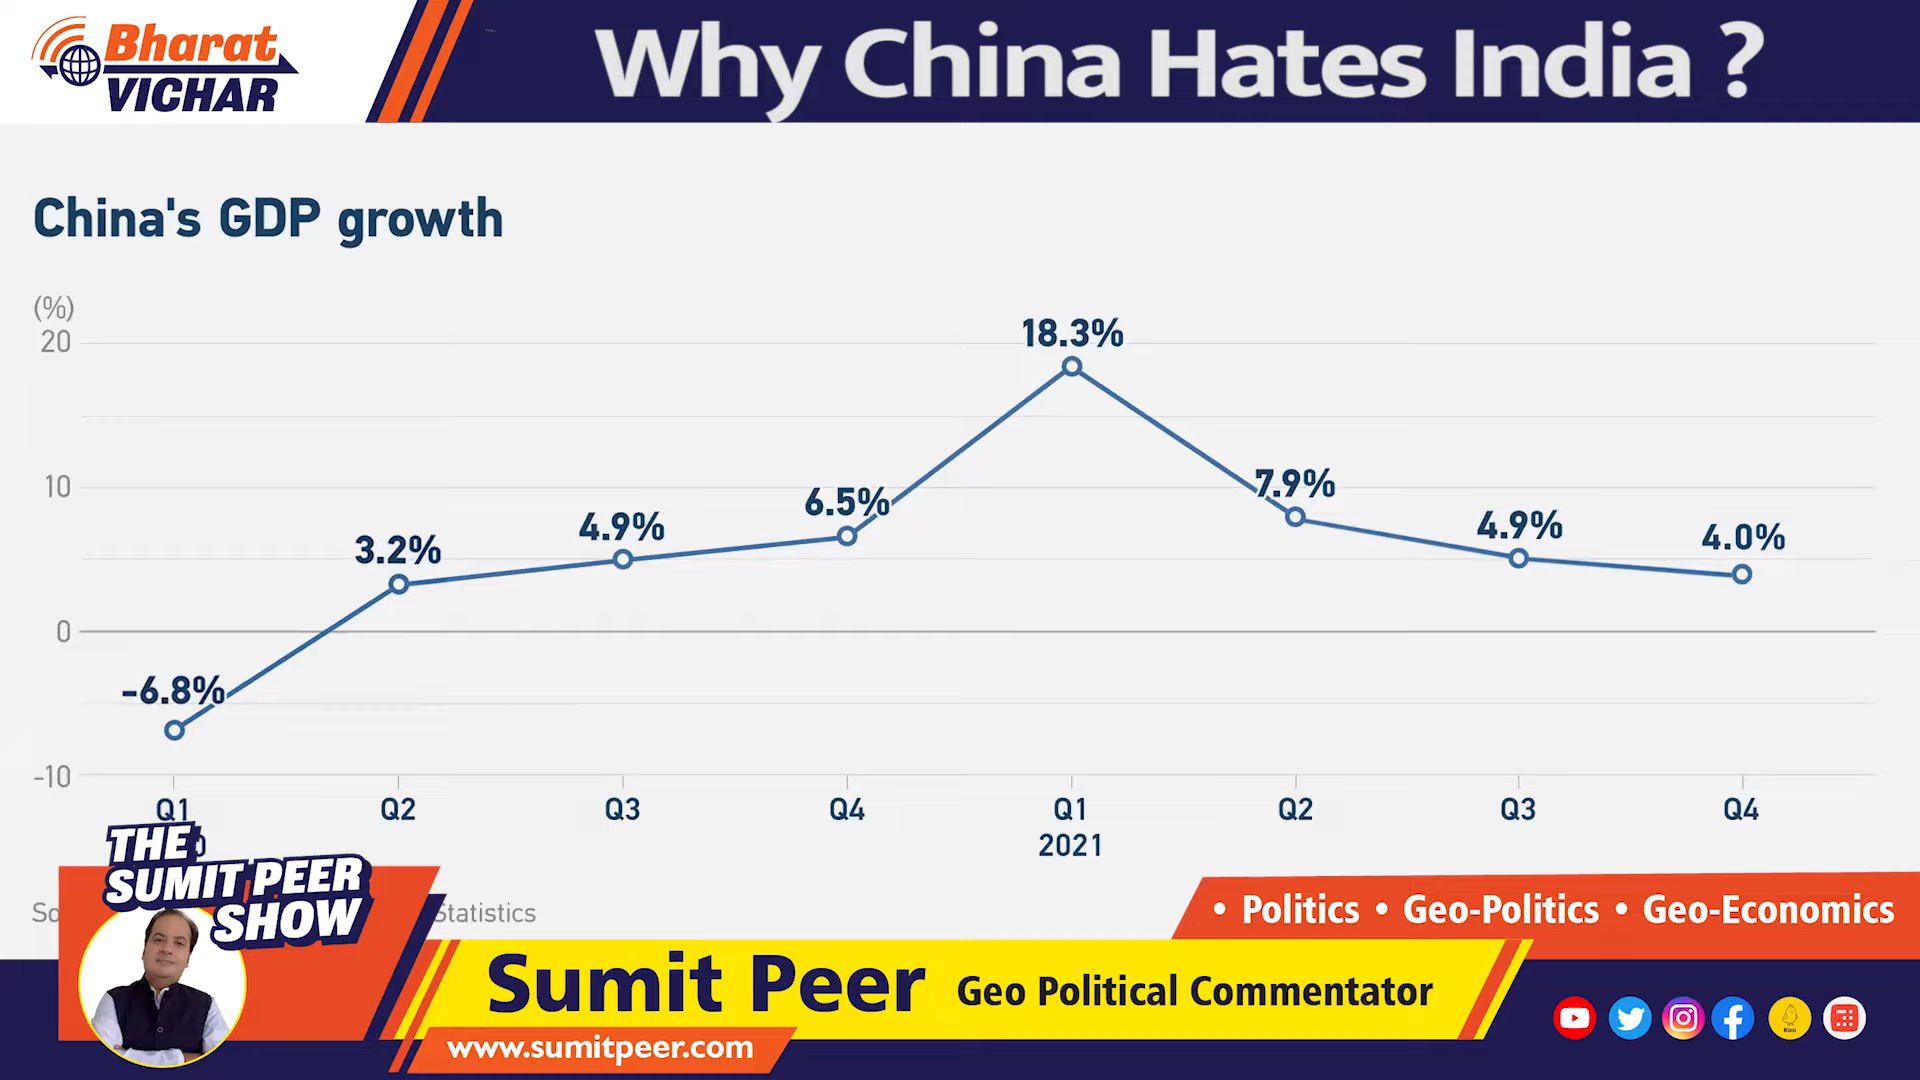 Bharat
VICHAR
Why China Hates India ?
China's GDP growth
(%)
20
10
0
-10
-6.8%
3.2%
4.9%
6.5%
18.3%
7.9%
4.9%
4.0%
Q1 Q2 Q3 Q4 Q1 Q2 Q3 Q4
2021
Statistics
THE
SUMIT PEER
SHOW
• Politics • Geo-Politics • Geo-Economics
Sumit Peer Geo Political Commentator
www.sumitpeer.com
Koo